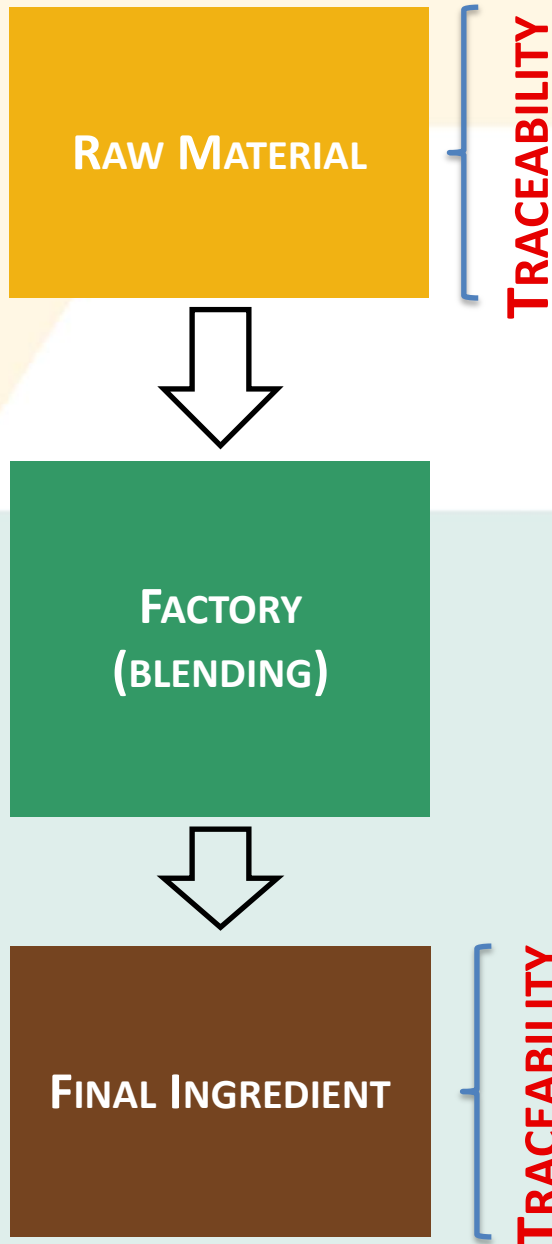 RAW MATERIAL
TRACEABILITY
FACTORY
(BLENDING)
FINAL INGREDIENT
TRACEABILITY